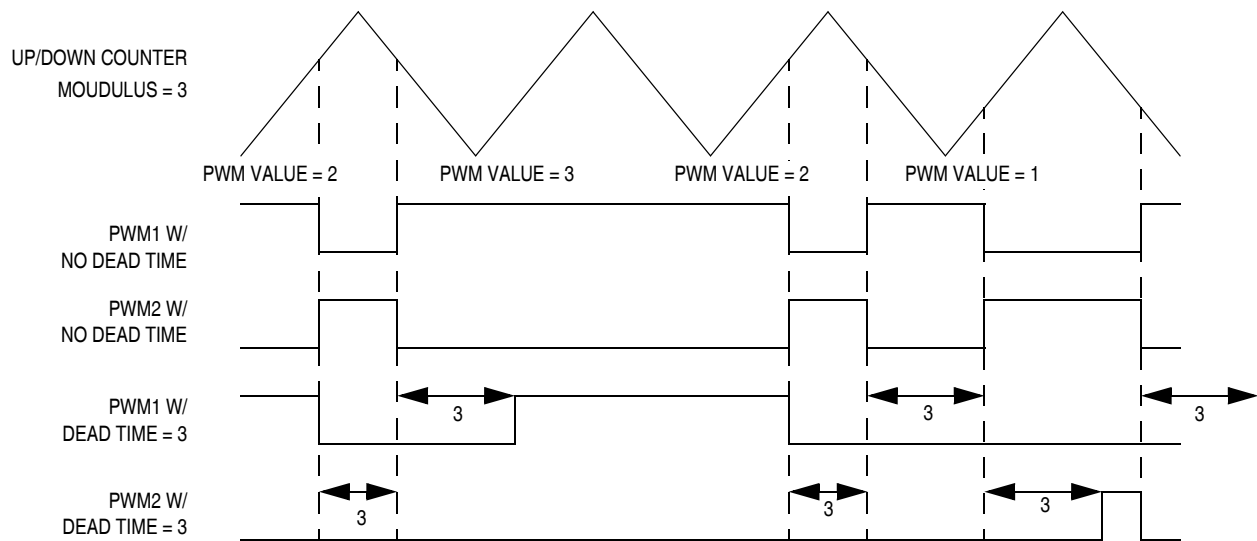 UP/DOWN COUNTER
MOUDULUS = 3
PWM VALUE = 2
PWM VALUE = 3
PWM VALUE = 2
PWM VALUE = 1
PWM1 W/
NO DEAD TIME
PWM2 W/
NO DEAD TIME
PWM1 W/
DEAD TIME = 3
3
3
3
PWM2 W/
DEAD TIME = 3
3
3
3